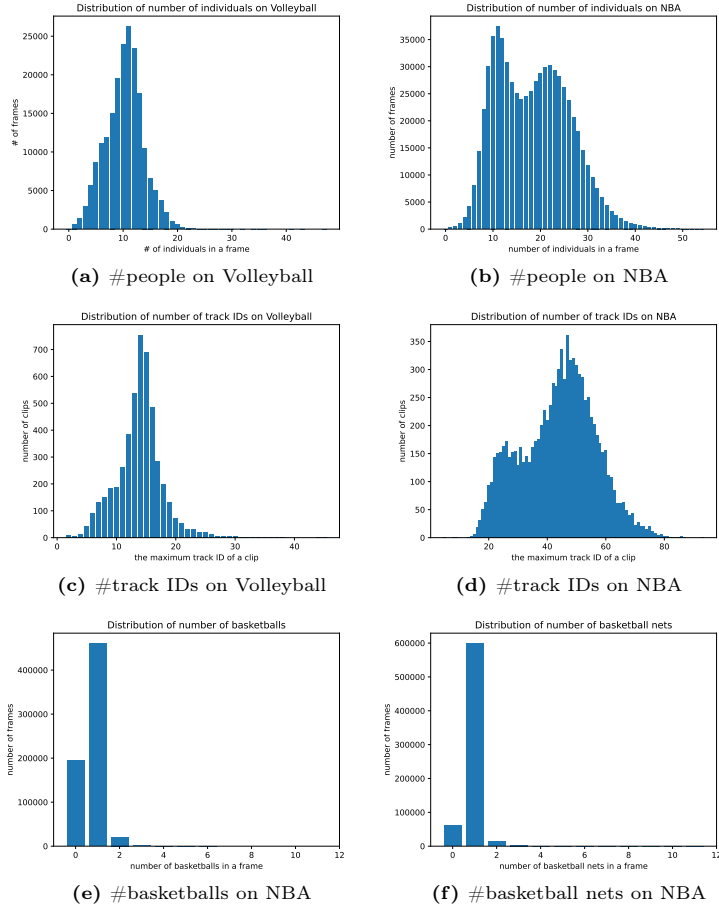 Distribution of number of individuals on Volleyball
# of frames
25000
20000
15000
10000
5000
0
0 10 20 30 40
# of individuals in a frame
(a) #people on Volleyball
Distribution of number of individuals on NBA
number of frames
35000
30000
25000
20000
15000
10000
5000
0
0 10 20 30 40 50
number of individuals in a frame
(b) #people on NBA
Distribution of number of track IDs on Volleyball
number of clips
700
600
500
400
300
200
100
0
0 10 20 30 40
the maximum track ID of a clip
(c) #track IDs on Volleyball
Distribution of number of track IDs on NBA
number of clips
350
300
250
200
150
100
50
0
20 40 60 80
the maximum track ID of a clip
(d) #track IDs on NBA
Distribution of number of basketballs
number of frames
400000
300000
200000
100000
0
0 2 4 6 8 10 12
number of basketballs in a frame
(e) #basketballs on NBA
Distribution of number of basketball nets
number of frames
600000
500000
400000
300000
200000
100000
0
0 2 4 6 8 10 12
number of basketball nets in a frame
(f) #basketball nets on NBA